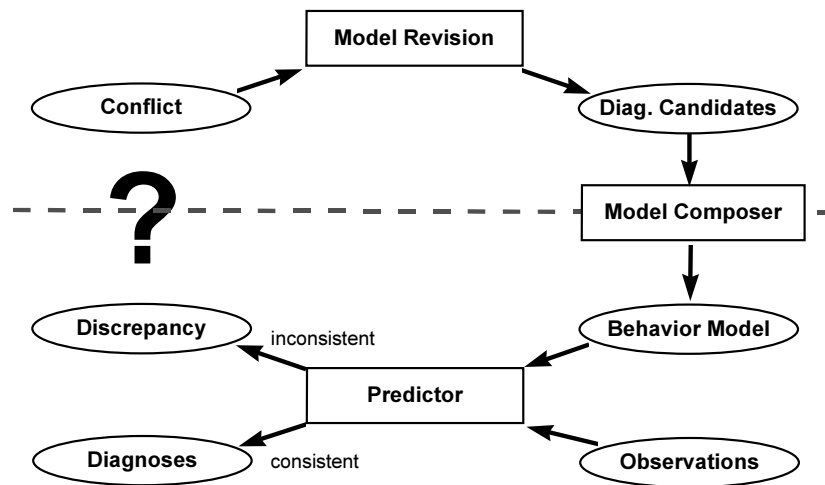 Model Revision
Conflict
Diag. Candidates
?
Model Composer
Discrepancy
inconsistent
Behavior Model
Predictor
Diagnoses
consistent
Observations